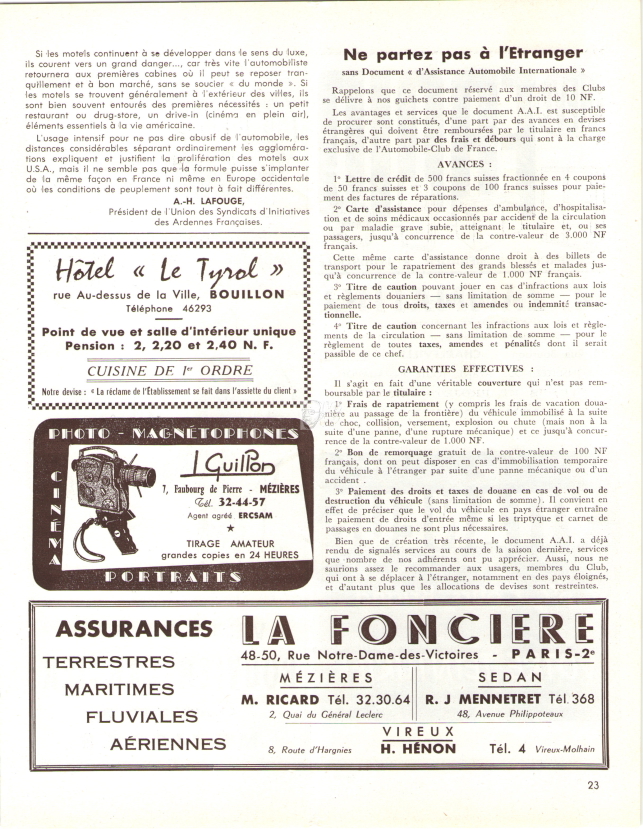 Si les motels continuent à se développer dans le sens du luxe,
ils courent vers un grand danger..., car très vite l'automobiliste
retournera aux premières cabines où il peut se reposer tran-
quillement et à bon marché, sans se soucier « du monde ». Si
les motels se trouvent généralement à l'extérieur des villes, ils
sont bien souvent entourés des premières nécessités : un petit
restaurant ou drug-store, un drive-in (cinéma en plein air),
éléments essentiels à la vie américaine.
L'usage intensif pour ne pas dire abusif de l'automobile, les
distances considérables séparant ordinairement les aggloméra-
tions expliquent et justifient la prolifération des motels aux
U.S.A., mais il ne semble pas que la formule puisse s'implanter
de la même façon en France ni même en Europe occidentale
où les conditions de peuplement sont tout à fait différentes.
A.-H. LAFOUGE,
Président de l'Union des Syndicats d'Initiatives
des Ardennes Françaises.
Hôtel « Le Tyrol »
rue Au-dessus de la Ville, BOUILLON
Téléphone 46293
Point de vue et salle d'intérieur unique
Pension : 2, 2,20 et 2,40 N. F.
CUISINE DE 1er ORDRE
Notre devise : « La réclame de l'Établissement se fait dans l'assiette du client »
PHOTO MAGNÉTOPHONES
CINÉMA
J. Guillon
7, Faubourg de Pierre - MÉZIÈRES
Tél. 32-44-57
Agent agréé ERCSAM
★
TIRAGE AMATEUR
grandes copies en 24 HEURES
PORTRAITS
Ne partez pas à l'Etranger
sans Document « d'Assistance Automobile Internationale »
Rappelons que ce document réservé aux membres des Clubs
se délivre à nos guichets contre paiement d'un droit de 10 NF.
Les avantages et services que le document A.A.I. est susceptible
de procurer sont constitués, d'une part par des avances en devises
étrangères qui doivent être remboursées par le titulaire en francs
français, d'autre part par des frais et débours qui sont à la charge
exclusive de l'Automobile-Club de France.
AVANCES :
1° Lettre de crédit de 500 francs suisses fractionnée en 4 coupons
de 50 francs suisses et 3 coupons de 100 francs suisses pour paie-
ment des factures de réparations.
2° Carte d'assistance pour dépenses d'ambulance, d'hospitalisa-
tion et de soins médicaux occasionnés par accident de la circulation
ou par maladie grave subie, atteignant le titulaire et, ou ses
passagers, jusqu'à concurrence de la contre-valeur de 3.000 NF
français.
Cette même carte d'assistance donne droit à des billets de
transport pour le rapatriement des grands blessés et malades jus-
qu'à concurrence de la contre-valeur de 1.000 NF français.
3° Titre de caution pouvant jouer en cas d'infractions aux lois
et règlements douaniers — sans limitation de somme — pour le
paiement de tous droits, taxes et amendes ou indemnité transac-
tionnelle.
4° Titre de caution concernant les infractions aux lois et règle-
ments de la circulation — sans limitation de somme — pour le
règlement de toutes taxes, amendes et pénalités dont il serait
passible de ce chef.
GARANTIES EFFECTIVES :
Il s'agit en fait d'une véritable couverture qui n'est pas rem-
boursable par le titulaire :
1° Frais de rapatriement (y compris les frais de vacation doua-
nière au passage de la frontière) du véhicule immobilisé à la suite
de choc, collision, versement, explosion ou chute (mais non à la
suite d'une panne, d'une rupture mécanique) et ce jusqu'à concur-
rence de la contre-valeur de 1.000 NF.
2° Bon de remorquage gratuit de la contre-valeur de 100 NF
français, dont on peut disposer en cas d'immobilisation temporaire
du véhicule à l'étranger par suite d'une panne mécanique ou d'un
accident .
3° Paiement des droits et taxes de douane en cas de vol ou de
destruction du véhicule (sans limitation de somme). Il convient en
effet de préciser que le vol du véhicule en pays étranger entraîne
le paiement de droits d'entrée même si les triptyque et carnet de
passages en douanes ne sont plus nécessaires.
Bien que de création très récente, le document A.A.I. a déjà
rendu de signalés services au cours de la saison dernière, services
que nombre de nos adhérents ont pu apprécier. Aussi, nous ne
saurions assez le recommander aux usagers, membres du Club,
qui ont à se déplacer à l'étranger, notamment en des pays éloignés,
et d'autant plus que les allocations de devises sont restreintes.
ASSURANCES
TERRESTRES
MARITIMES
FLUVIALES
AÉRIENNES
LA FONCIERE
48-50, Rue Notre-Dame-des-Victoires - PARIS-2e
MÉZIÈRES
M. RICARD Tél. 32.30.64
2, Quai du Général Leclerc
SEDAN
R. J MENNETRET Tél. 368
48, Avenue Philippoteaux
VIREUX
8, Route d'Hargnies H. HÉNON Tél. 4 Vireux-Molhain
23